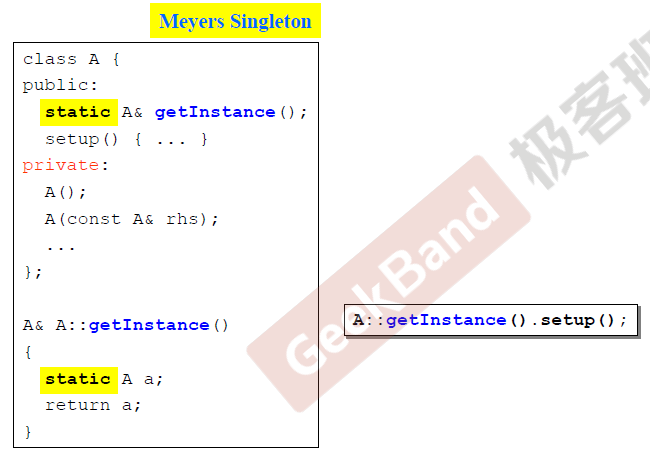 Meyers Singleton
class A {
public:
  static A& getInstance();
  setup() { ... }
private:
  A();
  A(const A& rhs);
  ...
};
A& A::getInstance()
{
  static A a;
  return a;
}
A::getInstance().setup();
GeekBand 极客班